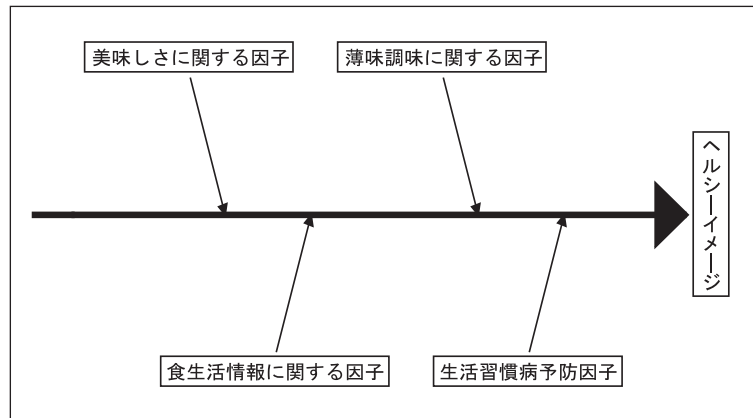 美味しさに関する因子
薄味調味に関する因子
ヘルシーイメージ
食生活情報に関する因子
生活習慣病予防因子